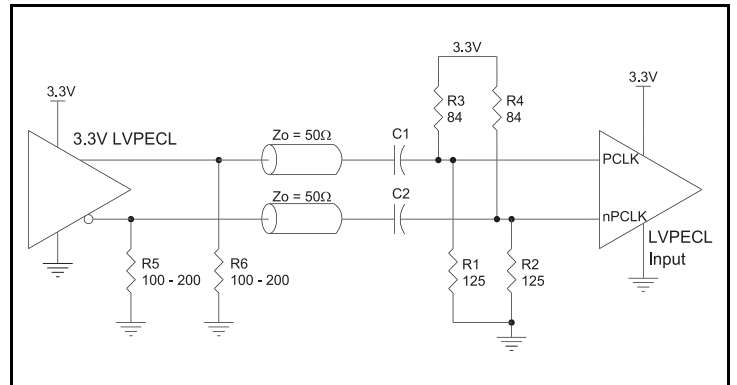 3.3V
3.3V LVPECL
R5
100 - 200
R6
100 - 200
Zo = 50Ω
Zo = 50Ω
C1
C2
3.3V
R3
84
R4
84
R1
125
R2
125
3.3V
PCLK
nPCLK
LVPECL
Input